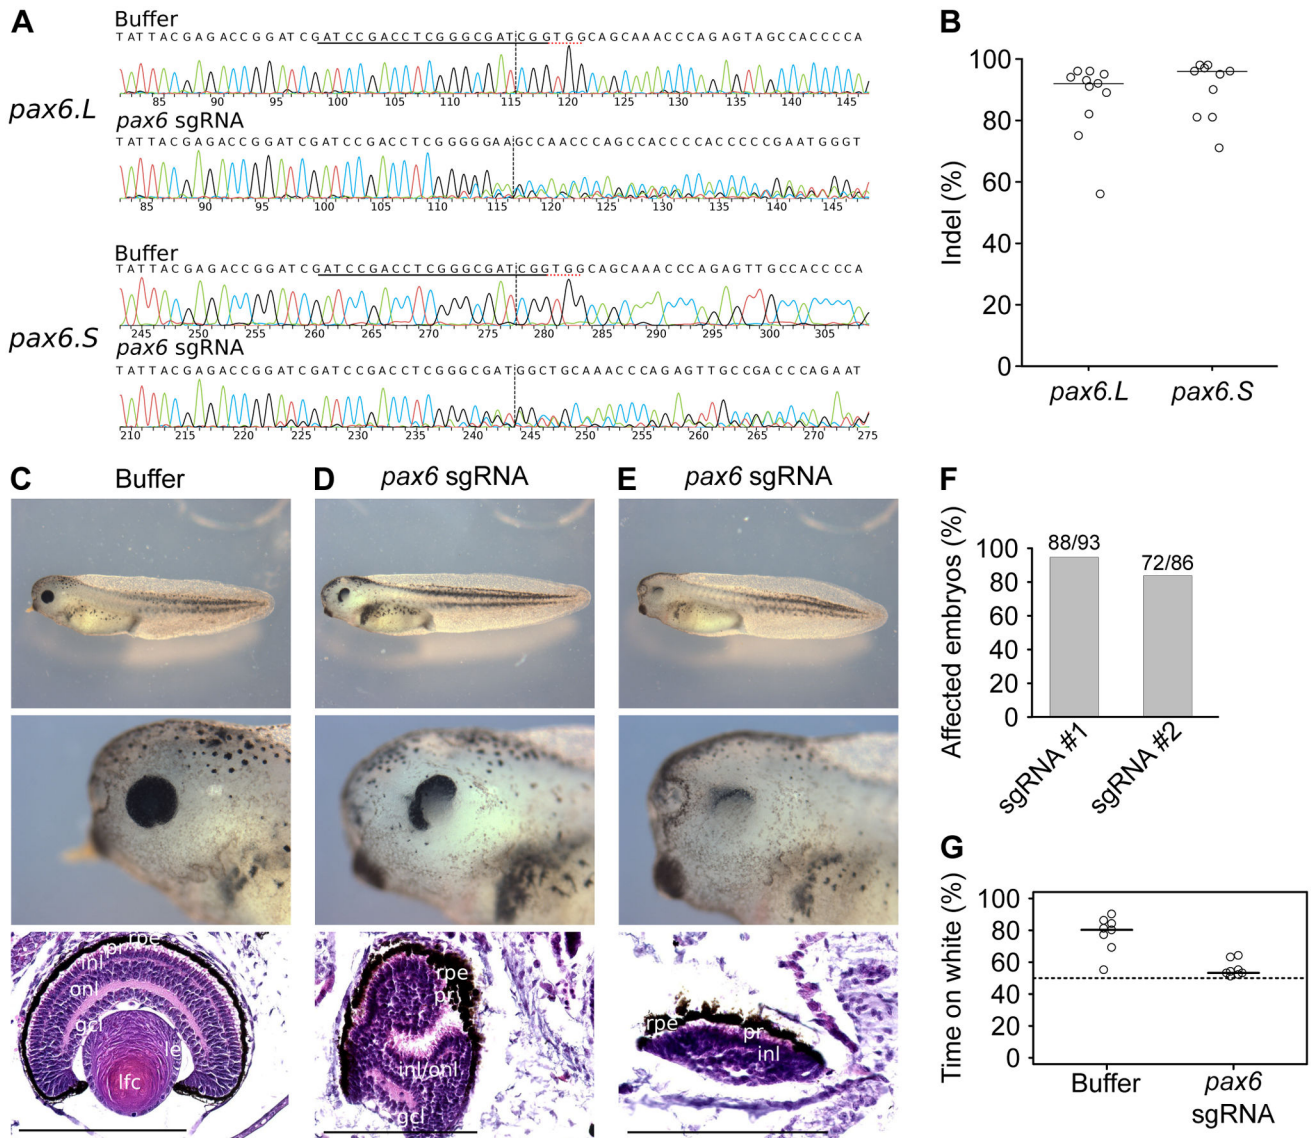 A
Buffer
TATTACGAGACCGGATCGATCCGACCTCGGGCGATCGGTGGCAGCAAACCCAGAGTAGCCACCCCA
85 90 95 100 105 110 115 120 125 130 135 140 145
pax6.L
pax6 sgRNA
TATTACGAGACCGGATCGATCCGACCTCGGGGGAAGCCAACCCAGCCACCCCACCCCCGAATGGGT
85 90 95 100 105 110 115 120 125 130 135 140 145
Buffer
TATTACGAGACCGGATCGATCCGACCTCGGGCGATCGGTGGCAGCAAACCCAGAGTTGCCACCCCA
245 250 255 260 265 270 275 280 285 290 295 300 305
pax6.S
pax6 sgRNA
TATTACGAGACCGGATCGATCCGACCTCGGGCGATGGCTGCAAACCCAGAGTTGCCGACCCAGAAT
210 215 220 225 230 235 240 245 250 255 260 265 270 275
B
Indel (%)
100
80
60
40
20
0
pax6.L pax6.S
C Buffer
D pax6 sgRNA
E pax6 sgRNA
rpe
inl
onl
gcl
le
lfc
rpe
pr
inl/onl
gcl
rpe
pr
inl
F
Affected embryos (%)
100
80
60
40
20
0
88/93
72/86
sgRNA #1
sgRNA #2
G
Time on white (%)
100
80
60
40
20
0
Buffer
pax6
sgRNA